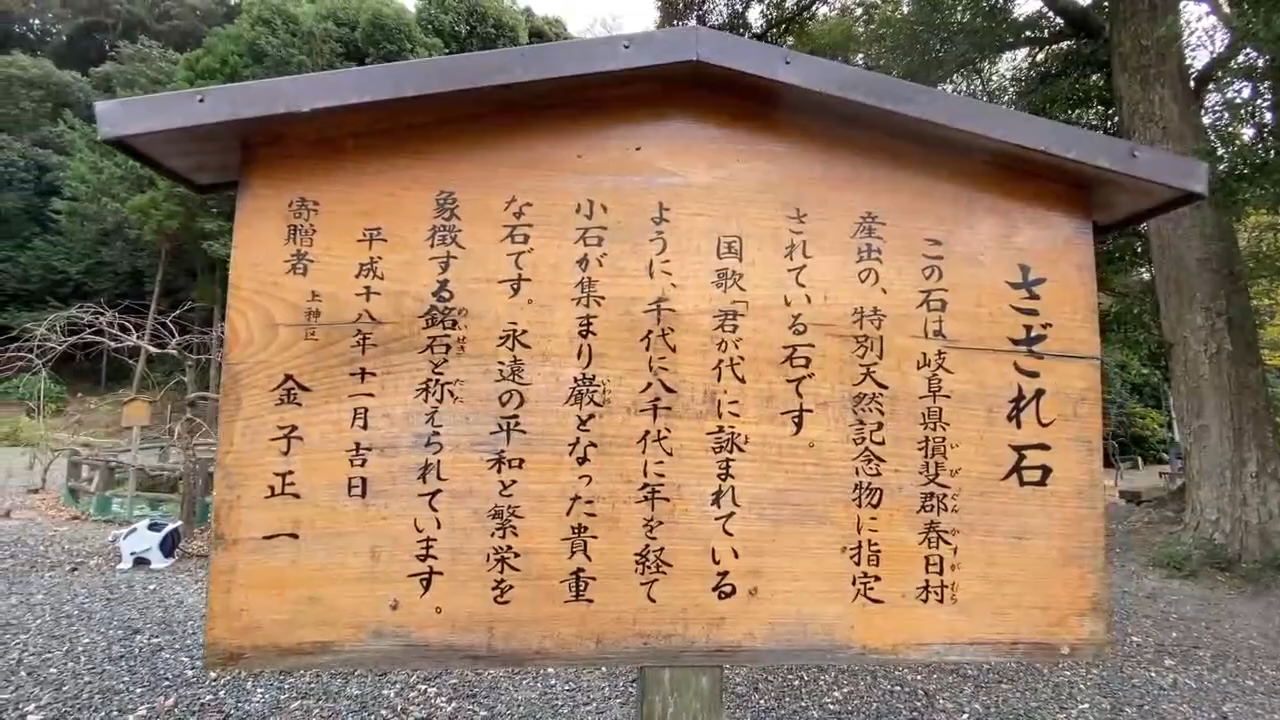 さざれ石
この石は岐阜県損斐郡春日村
産出の、特別天然記念物に指定
されている石です。
国歌「君が代」に詠まれている
ように、千代に八千代に年を経て
小石が集まり巌となった貴重
な石です。永遠の平和と繁栄を
象徴する銘石と称えられています。
平成十八年十一月吉日
寄贈者 上神区 金子正一